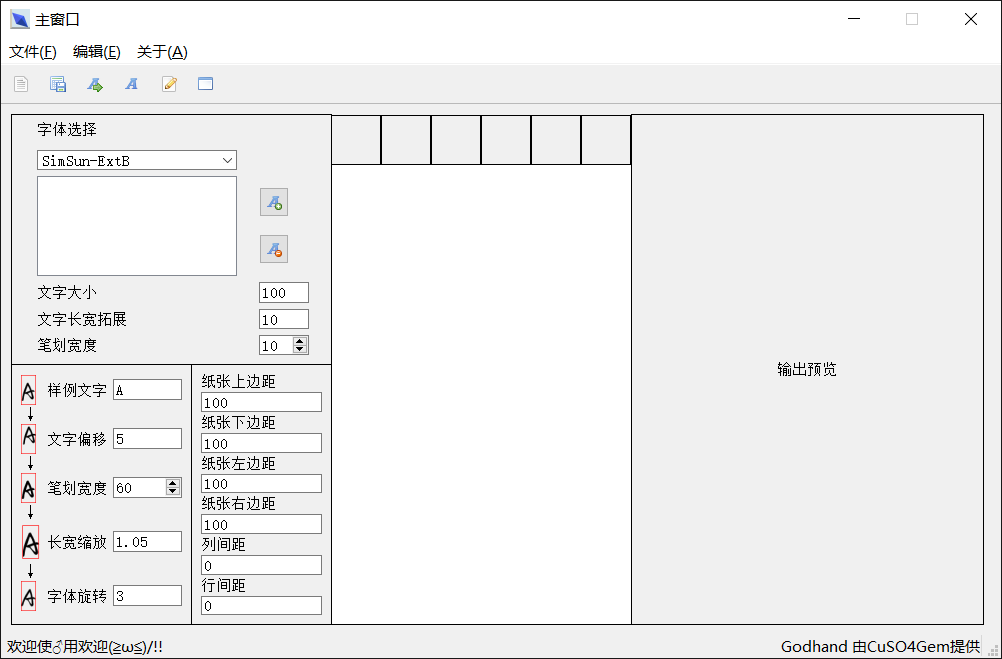 主窗口
文件(F) 编辑(E) 关于(A)
字体选择
SimSun-ExtB
文字大小 100
文字长宽拓展 10
笔划宽度 10
样例文字 A
文字偏移 5
笔划宽度 60
长宽缩放 1.05
字体旋转 3
纸张上边距
100
纸张下边距
100
纸张左边距
100
纸张右边距
100
列间距
0
行间距
0
输出预览
欢迎使♂用欢迎(≥ω≤)/!!
Godhand 由CuSO4Gem提供